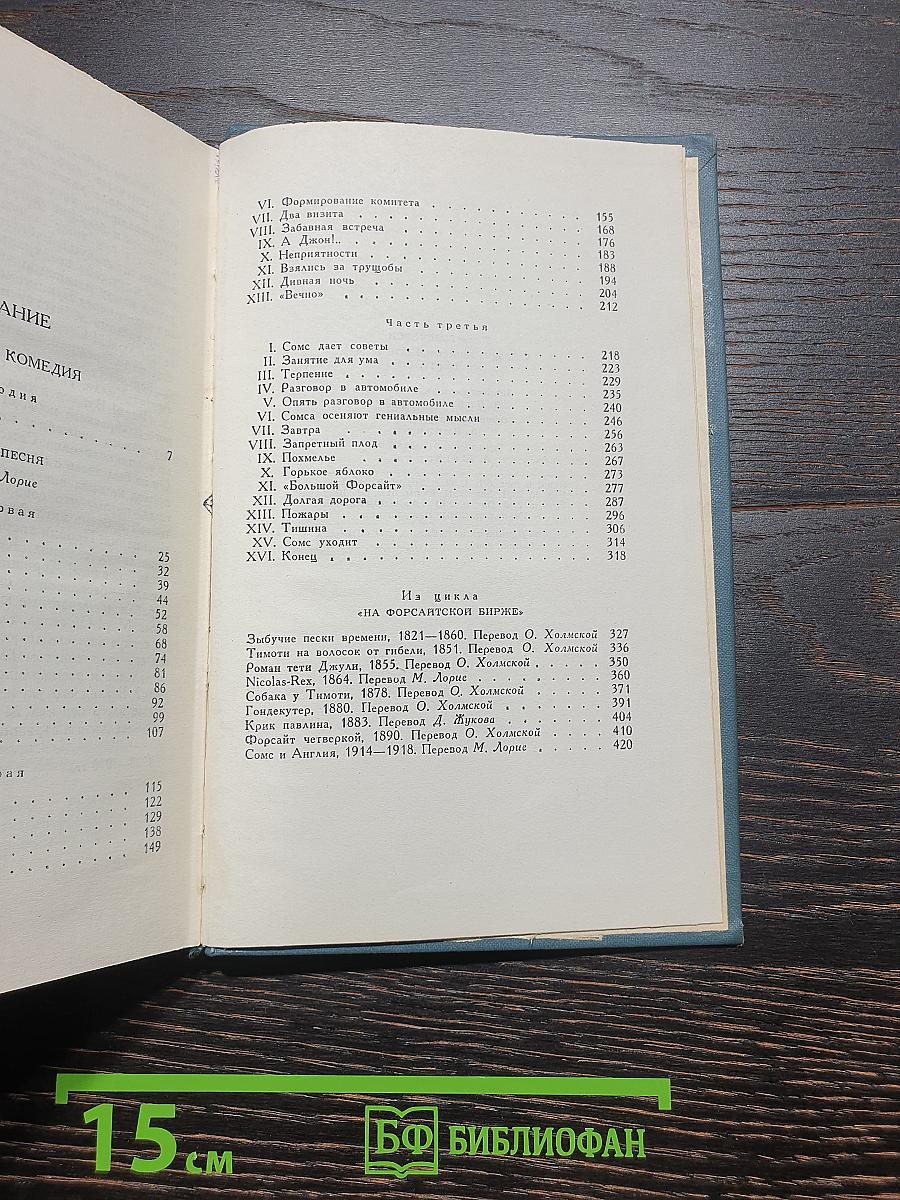 АНИЕ
КОМЕДИЯ
одия
7
ПЕСНЯ
Лорие
рвая
25
32
39
44
52
58
68
74
81
86
92
99
107
рая
115
122
129
138
149
VI. Формирование комитета . . . 155
VII. Два визита . . . 168
VIII. Забавная встреча . . . 176
IX. А Джон!.. . . . 183
X. Неприятности . . . 188
XI. Взялись за трущобы . . . 194
XII. Дивная ночь . . . 204
XIII. «Вечно» . . . 212
Часть третья
I. Сомс дает советы . . . 218
II. Занятие для ума . . . 223
III. Терпение . . . 229
IV. Разговор в автомобиле . . . 235
V. Опять разговор в автомобиле . . . 240
VI. Сомса осеняют гениальные мысли . . . 246
VII. Завтра . . . 256
VIII. Запретный плод . . . 263
IX. Похмелье . . . 267
X. Горькое яблоко . . . 273
XI. «Большой Форсайт» . . . 277
XII. Долгая дорога . . . 287
XIII. Пожары . . . 296
XIV. Тишина . . . 306
XV. Сомс уходит . . . 314
XVI. Конец . . . 318
Из цикла
«НА ФОРСАЙТСКОЙ БИРЖЕ»
Зыбучие пески времени, 1821—1860. Перевод О. Холмской 327
Тимоти на волосок от гибели, 1851. Перевод О. Холмской 336
Роман тети Джули, 1855. Перевод О. Холмской . . . 350
Nicolas-Rex, 1864. Перевод М. Лорие . . . 360
Собака у Тимоти, 1878. Перевод О. Холмской . . . 371
Гондекутер, 1880. Перевод О. Холмской . . . 391
Крик павлина, 1883. Перевод Д. Жукова . . . 404
Форсайт четверкой, 1890. Перевод О. Холмской . . . 410
Сомс и Англия, 1914—1918. Перевод М. Лорие . . . 420
15 см
БФ БИБЛИОФАН